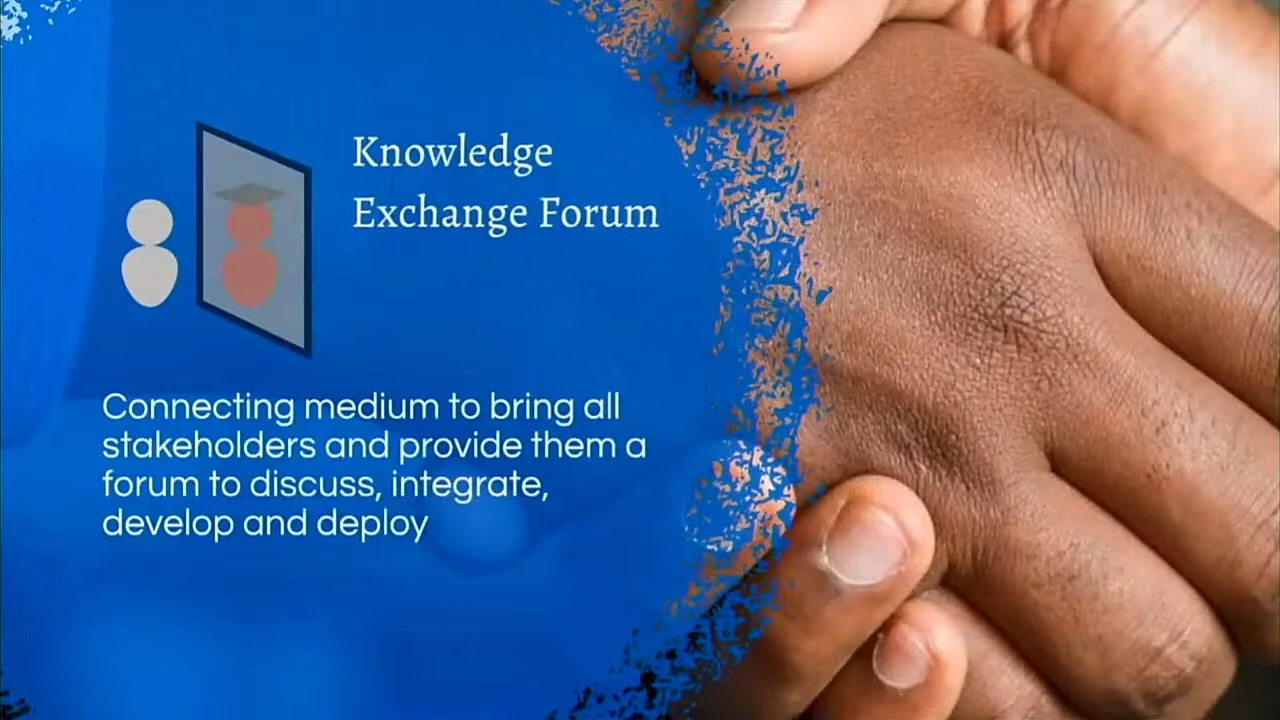 Knowledge
Exchange Forum
Connecting medium to bring all
stakeholders and provide them a
forum to discuss, integrate,
develop and deploy